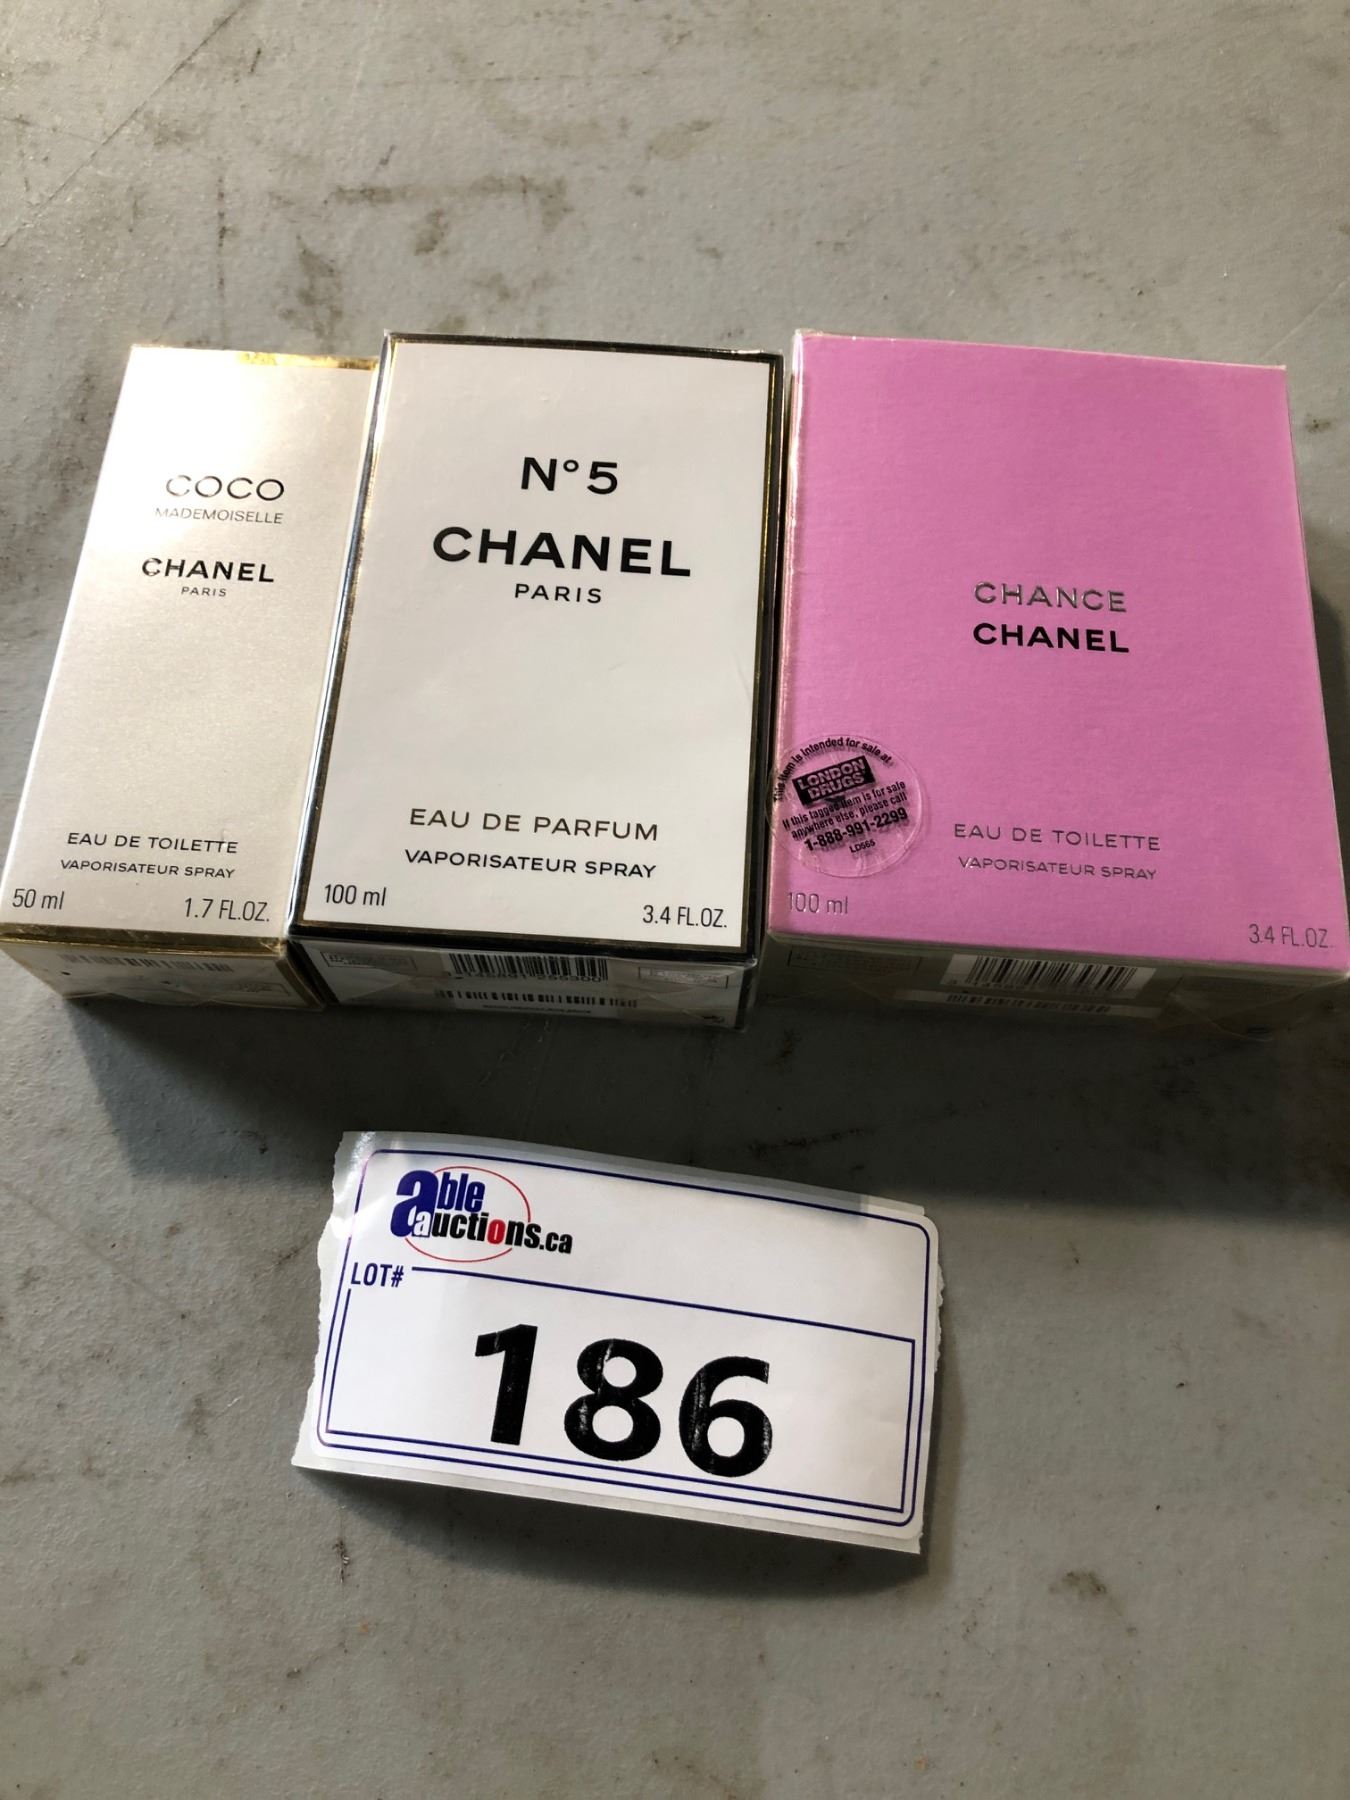 COCO
MADEMOISELLE
CHANEL
PARIS
EAU DE TOILETTE
VAPORISATEUR SPRAY
50 ml
1.7 FL.OZ.
N°5
CHANEL
PARIS
EAU DE PARFUM
VAPORISATEUR SPRAY
100 ml
3.4 FL.OZ.
CHANCE
CHANEL
This item is intended for sale at
LONDON
DRUGS
If this tagged item is for sale
anywhere else, please call
1-888-991-2299
LD565
EAU DE TOILETTE
VAPORISATEUR SPRAY
100 ml
3.4 FL.OZ.
able
auctions.ca
LOT#
186